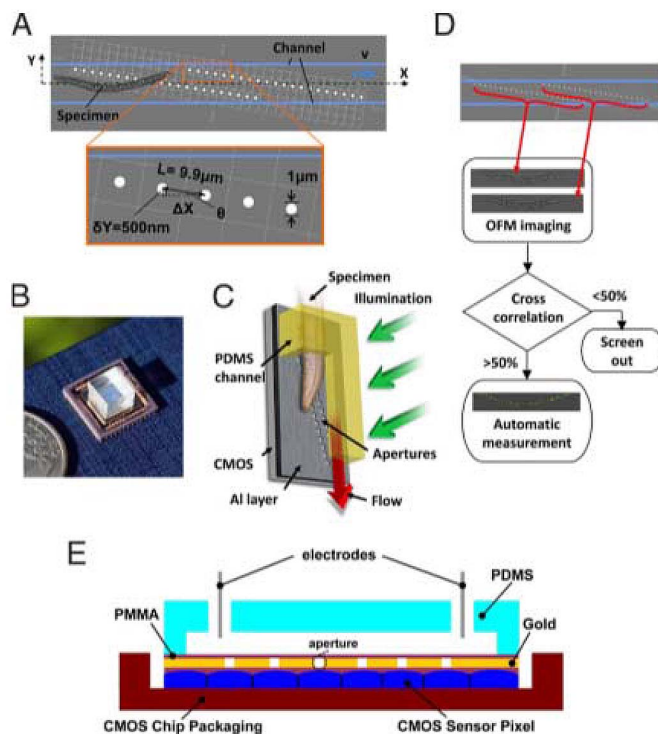 A
Y
Channel
v
X
Specimen
L= 9.9μm
1μm
ΔX
θ
δY=500nm
B
C
Specimen
Illumination
PDMS
channel
CMOS
Apertures
Al layer
Flow
D
OFM imaging
Cross
correlation
<50%
Screen
out
>50%
Automatic
measurement
E
electrodes
PDMS
PMMA
Gold
aperture
CMOS Chip Packaging
CMOS Sensor Pixel